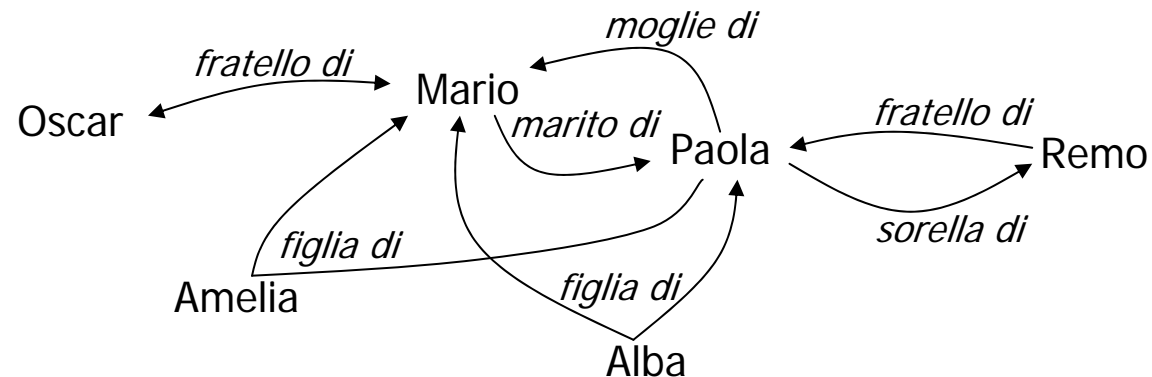 moglie di
fratello di
Mario
Oscar
marito di
fratello di
Paola
Remo
sorella di
figlia di
Amelia
figlia di
Alba